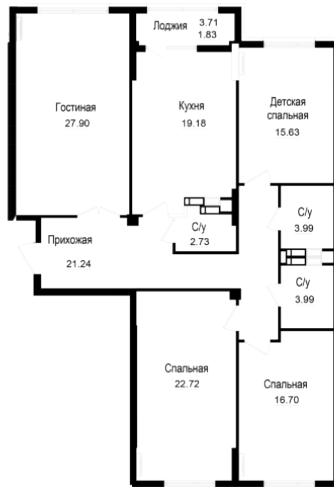 Лоджия 3.71
1.83
Гостиная
27.90
Кухня
19.18
Детская
спальная
15.63
С/у
2.73
С/у
3.99
Прихожая
21.24
С/у
3.99
Спальная
22.72
Спальная
16.70